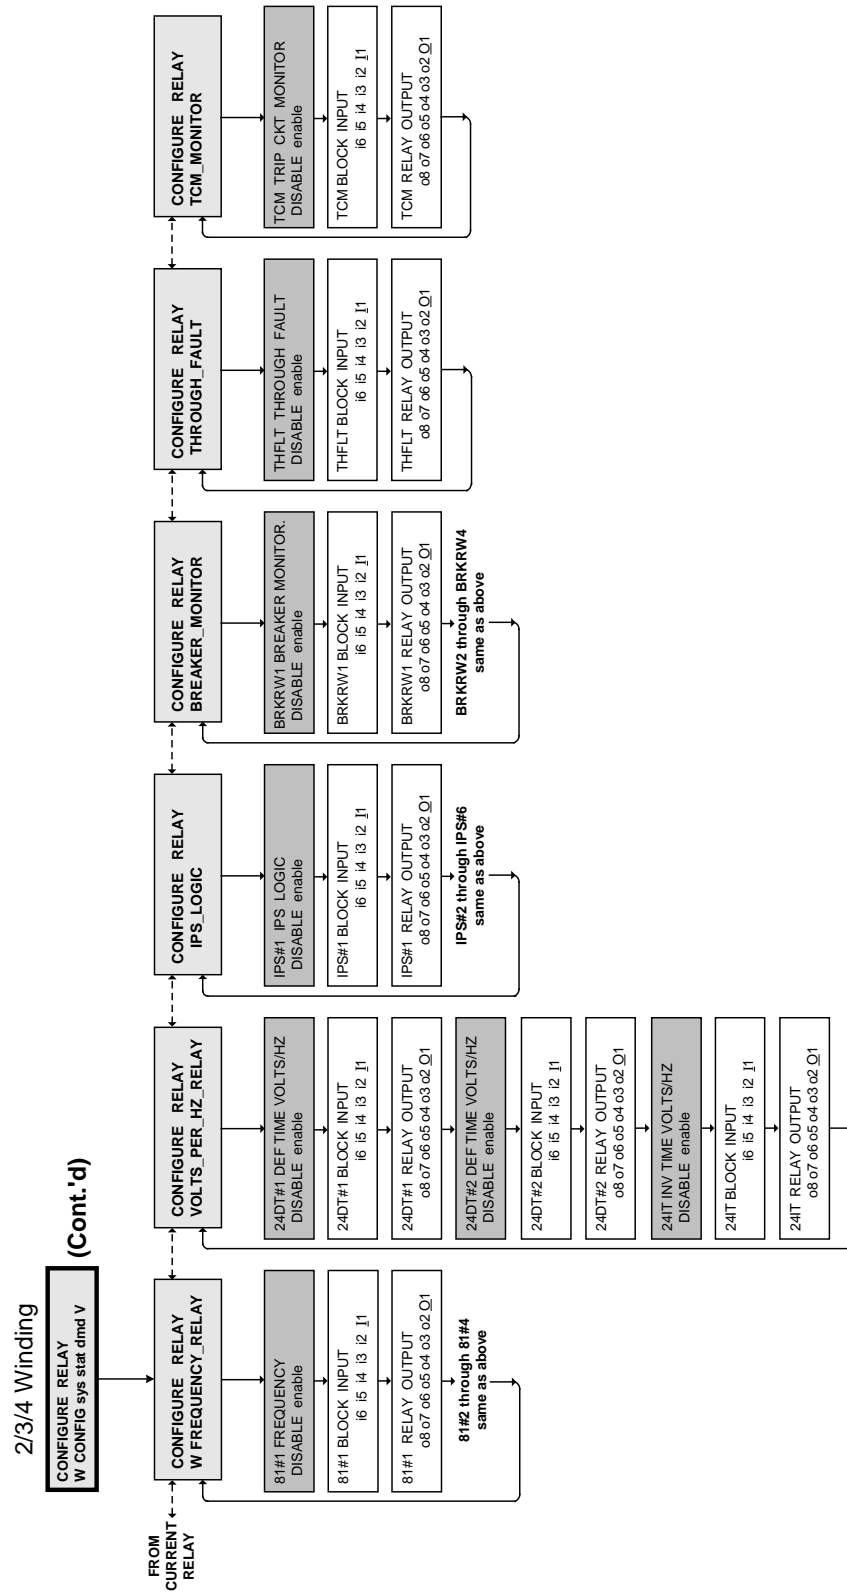 2/3/4 Winding
CONFIGURE RELAY
W CONFIG sys stat dmd V
(Cont.'d)
FROM
CURRENT
RELAY
CONFIGURE RELAY
W FREQUENCY_RELAY
81#1 FREQUENCY
DISABLE enable
81#1 BLOCK INPUT
i6 i5 i4 i3 i2 I1
81#1 RELAY OUTPUT
o8 o7 o6 o5 o4 o3 o2 O1
81#2 through 81#4
same as above
CONFIGURE RELAY
VOLTS_PER_HZ_RELAY
24DT#1 DEF TIME VOLTS/HZ
DISABLE enable
24DT#1 BLOCK INPUT
i6 i5 i4 i3 i2 I1
24DT#1 RELAY OUTPUT
o8 o7 o6 o5 o4 o3 o2 O1
24DT#2 DEF TIME VOLTS/HZ
DISABLE enable
24DT#2 BLOCK INPUT
i6 i5 i4 i3 i2 I1
24DT#2 RELAY OUTPUT
o8 o7 o6 o5 o4 o3 o2 O1
24IT INV TIME VOLTS/HZ
DISABLE enable
24IT BLOCK INPUT
i6 i5 i4 i3 i2 I1
24IT RELAY OUTPUT
o8 o7 o6 o5 o4 o3 o2 O1
CONFIGURE RELAY
IPS_LOGIC
IPS#1 IPS LOGIC
DISABLE enable
IPS#1 BLOCK INPUT
i6 i5 i4 i3 i2 I1
IPS#1 RELAY OUTPUT
o8 o7 o6 o5 o4 o3 o2 O1
IPS#2 through IPS#6
same as above
CONFIGURE RELAY
BREAKER_MONITOR
BRKRW1 BREAKER MONITOR.
DISABLE enable
BRKRW1 BLOCK INPUT
i6 i5 i4 i3 i2 I1
BRKRW1 RELAY OUTPUT
o8 o7 o6 o5 o4 o3 o2 O1
BRKRW2 through BRKRW4
same as above
CONFIGURE RELAY
THROUGH_FAULT
THFLT THROUGH FAULT
DISABLE enable
THFLT BLOCK INPUT
i6 i5 i4 i3 i2 I1
THFLT RELAY OUTPUT
o8 o7 o6 o5 o4 o3 o2 O1
CONFIGURE RELAY
TCM_MONITOR
TCM TRIP CKT MONITOR
DISABLE enable
TCM BLOCK INPUT
i6 i5 i4 i3 i2 I1
TCM RELAY OUTPUT
o8 o7 o6 o5 o4 o3 o2 O1